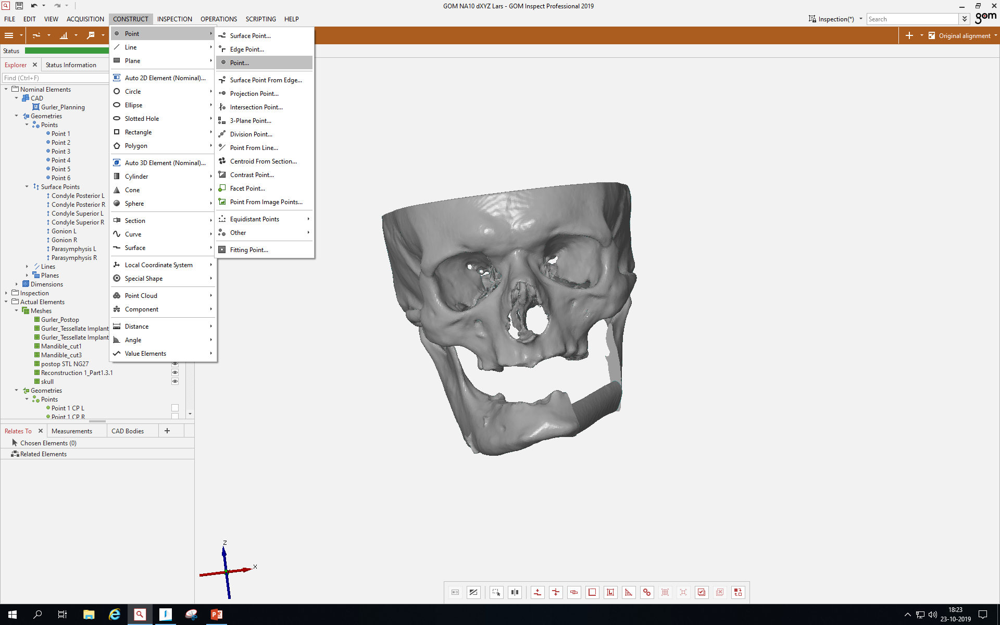 GOM NA10 dXYZ Lars - GOM Inspect Professional 2019
FILE EDIT VIEW ACQUISITION CONSTRUCT INSPECTION OPERATIONS SCRIPTING HELP
Inspection(*)
Search
gom
Original alignment
Status
Explorer
Status Information
Find (Ctrl+F)
Nominal Elements
CAD
Gurler_Planning
Geometries
Points
Point 1
Point 2
Point 3
Point 4
Point 5
Point 6
Surface Points
Condyle Posterior L
Condyle Posterior R
Condyle Superior L
Condyle Superior R
Gonion L
Gonion R
Parasymphysis L
Parasymphysis R
Lines
Planes
Dimensions
Inspection
Actual Elements
Meshes
Gurler_Postop
Gurler_Tessellate Implant
Gurler_Tessellate Implant
Mandible_cut1
Mandible_cut3
postop STL NG27
Reconstruction 1_Part1.3.1
skull
Geometries
Points
Point 1 CP L
Point 1 CP R
Point
Line
Plane
Auto 2D Element (Nominal)...
Circle
Ellipse
Slotted Hole
Rectangle
Polygon
Auto 3D Element (Nominal)...
Cylinder
Cone
Sphere
Section
Curve
Surface
Local Coordinate System
Special Shape
Point Cloud
Component
Distance
Angle
Value Elements
Surface Point...
Edge Point...
Point...
Surface Point From Edge...
Projection Point...
Intersection Point...
3-Plane Point...
Division Point...
Point From Line...
Centroid From Section...
Contrast Point...
Facet Point...
Point From Image Points...
Equidistant Points
Other
Fitting Point...
Relates To
Measurements
CAD Bodies
Chosen Elements (0)
Related Elements
Z
X
18:23
23-10-2019